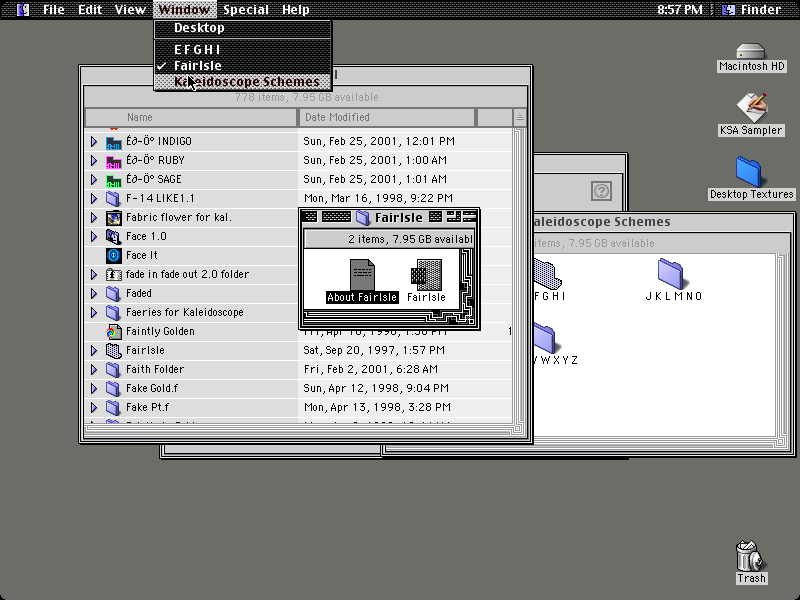 File Edit View Window Special Help 8:57 PM Finder
Desktop
E F G H I
✓ FairIsle
Kaleidoscope Schemes
778 items, 7.95 GB available
Name Date Modified
É∂-Öº INDIGO Sun, Feb 25, 2001, 12:01 PM
É∂-Öº RUBY Sun, Feb 25, 2001, 1:00 AM
É∂-Öº SAGE Sun, Feb 25, 2001, 1:01 AM
F-14 LIKE1.1 Mon, Mar 16, 1998, 9:22 PM
Fabric flower for kal.
Face 1.0
Face It
fade in fade out 2.0 folder
Faded
Faeries for Kaleidoscope
Faintly Golden
FairIsle Sat, Sep 20, 1997, 1:57 PM
Faith Folder Fri, Feb 2, 2001, 6:28 AM
Fake Gold.f Sun, Apr 12, 1998, 9:04 PM
Fake Pt.f Mon, Apr 13, 1998, 3:28 PM
FairIsle
2 items, 7.95 GB availabl
About FairIsle FairIsle
aleidoscope Schemes
items, 7.95 GB available
F G H I J K L M N O
W X Y Z
Macintosh HD
KSA Sampler
Desktop Textures
Trash